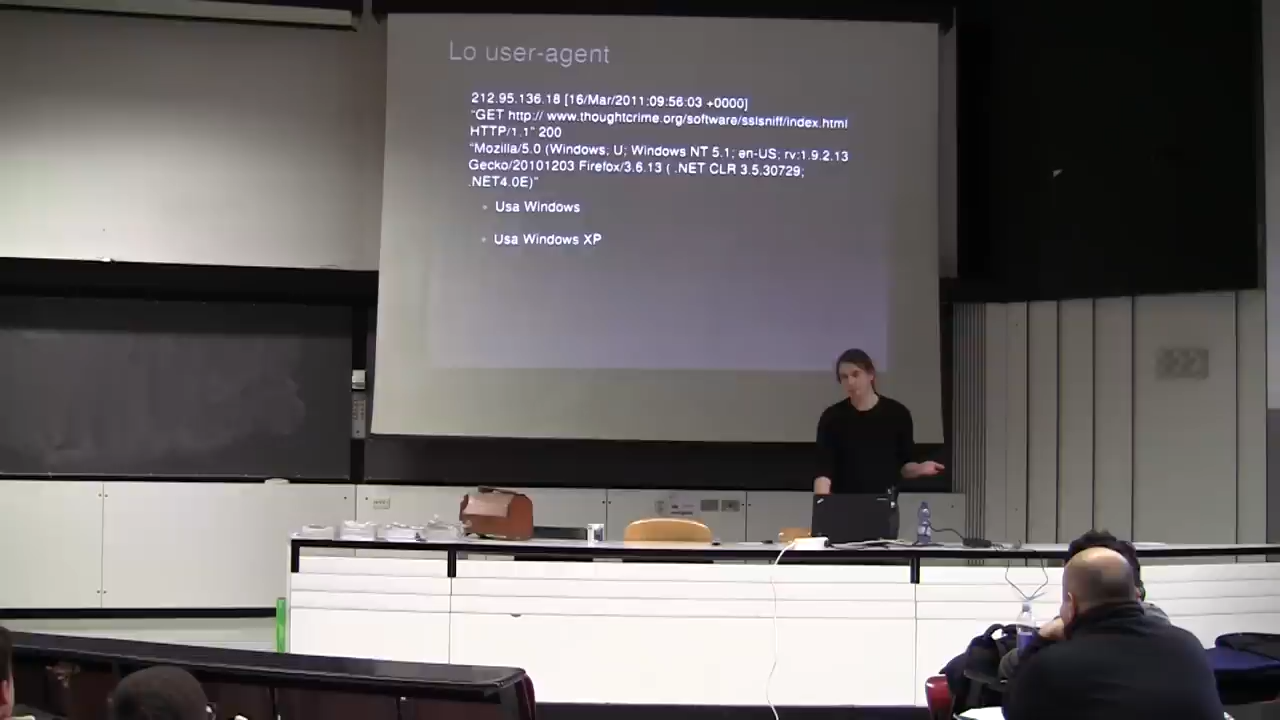 Lo user-agent
212.95.136.18 [16/Mar/2011:09:56:03 +0000]
"GET http:// www.thoughtcrime.org/software/sslsniff/index.html
HTTP/1.1" 200
"Mozilla/5.0 (Windows; U; Windows NT 5.1; en-US; rv:1.9.2.13
Gecko/20101203 Firefox/3.6.13 ( .NET CLR 3.5.30729;
.NET4.0E)"
Usa Windows
Usa Windows XP